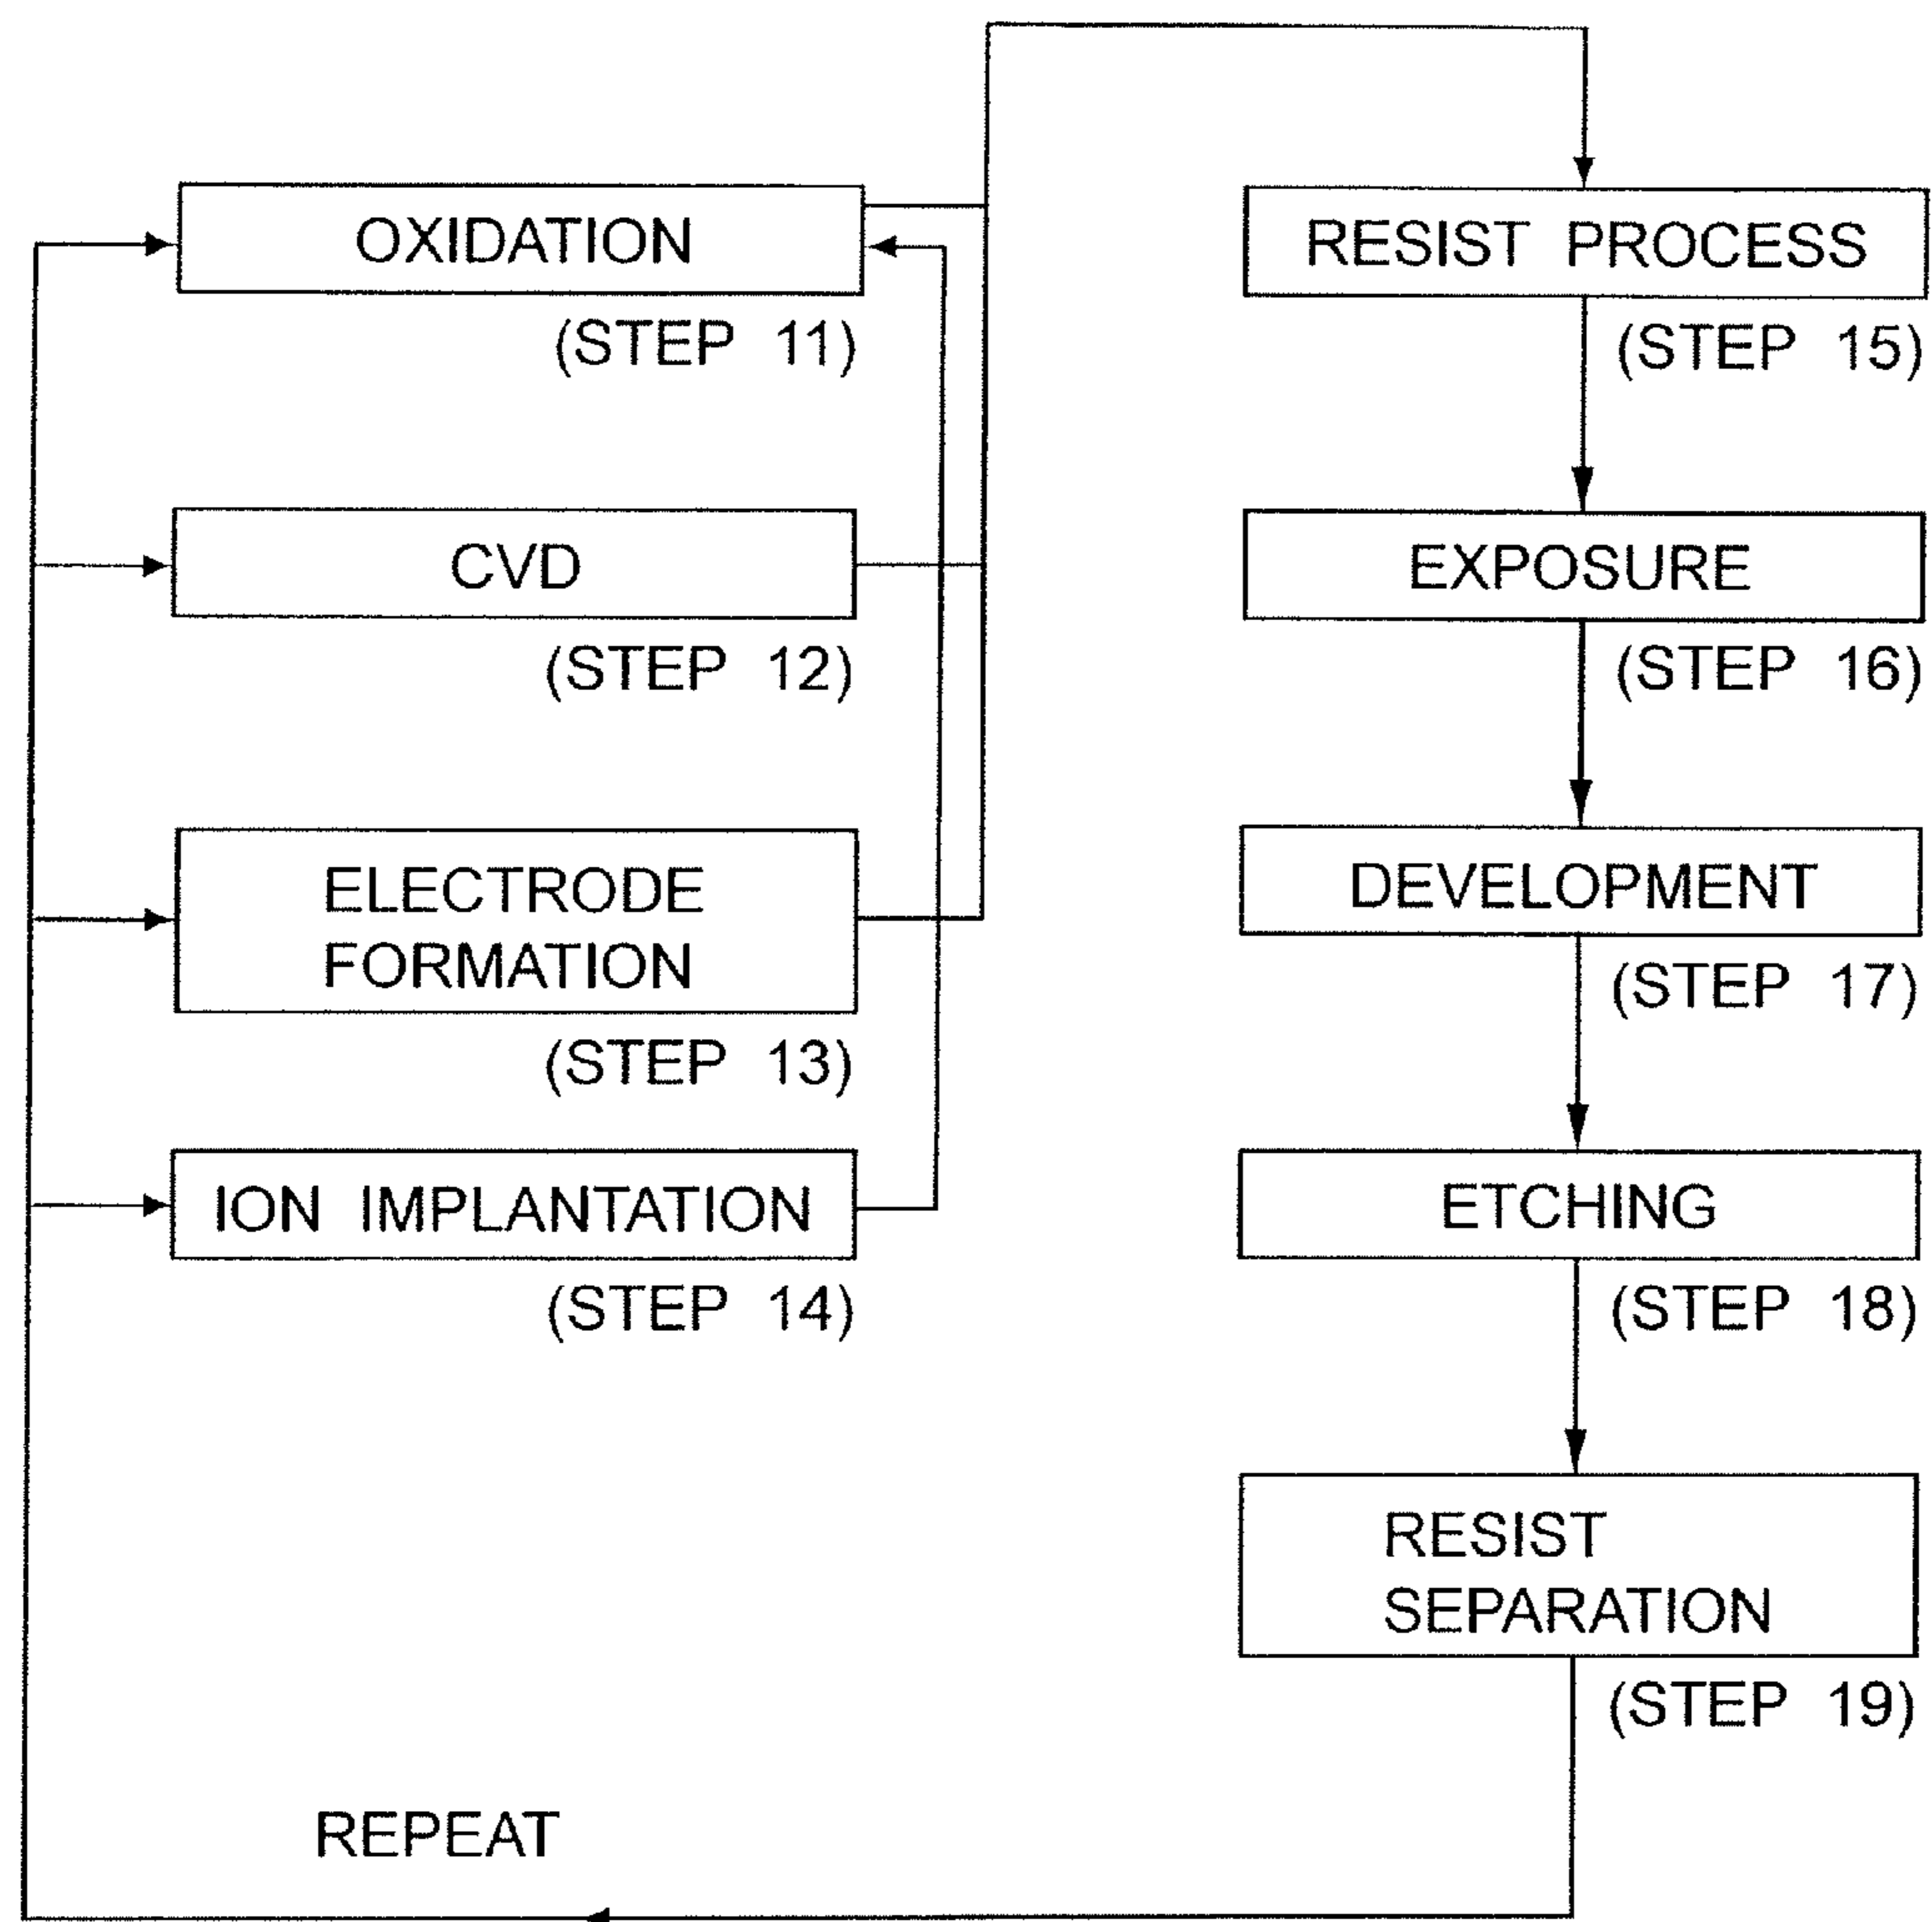 OXIDATION
(STEP 11)
CVD
(STEP 12)
ELECTRODE
FORMATION
(STEP 13)
ION IMPLANTATION
(STEP 14)
RESIST PROCESS
(STEP 15)
EXPOSURE
(STEP 16)
DEVELOPMENT
(STEP 17)
ETCHING
(STEP 18)
RESIST
SEPARATION
(STEP 19)
REPEAT